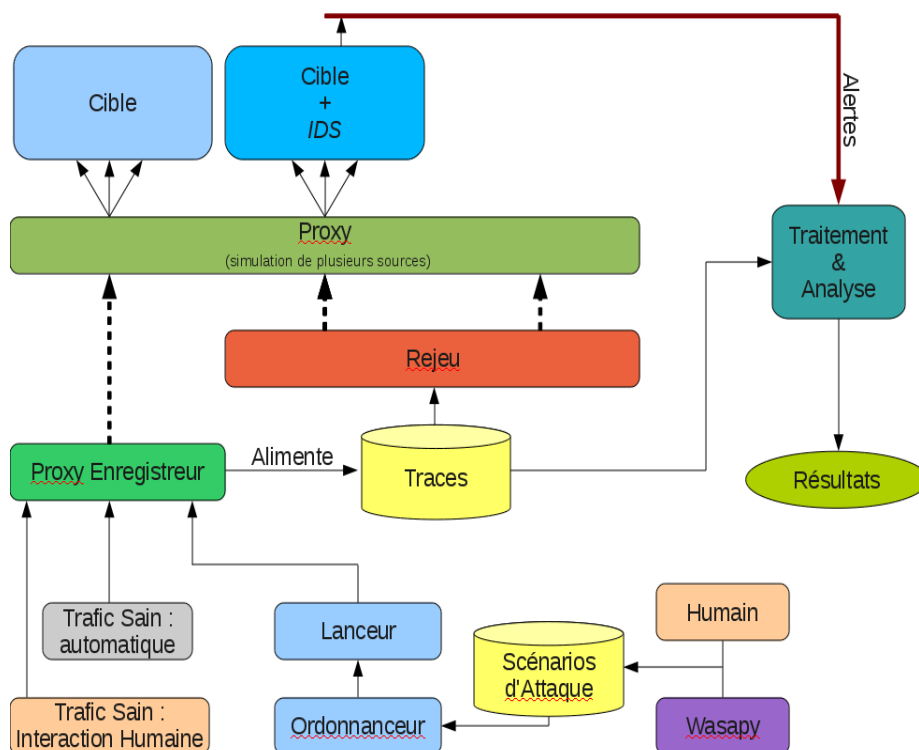 Cible
Cible
+
IDS
Alertes
Proxy
(simulation de plusieurs sources)
Traitement
&
Analyse
Rejeu
Proxy Enregistreur
Alimente
Traces
Résultats
Trafic Sain :
automatique
Lanceur
Humain
Scénarios
d'Attaque
Trafic Sain :
Interaction Humaine
Ordonnanceur
Wasapy